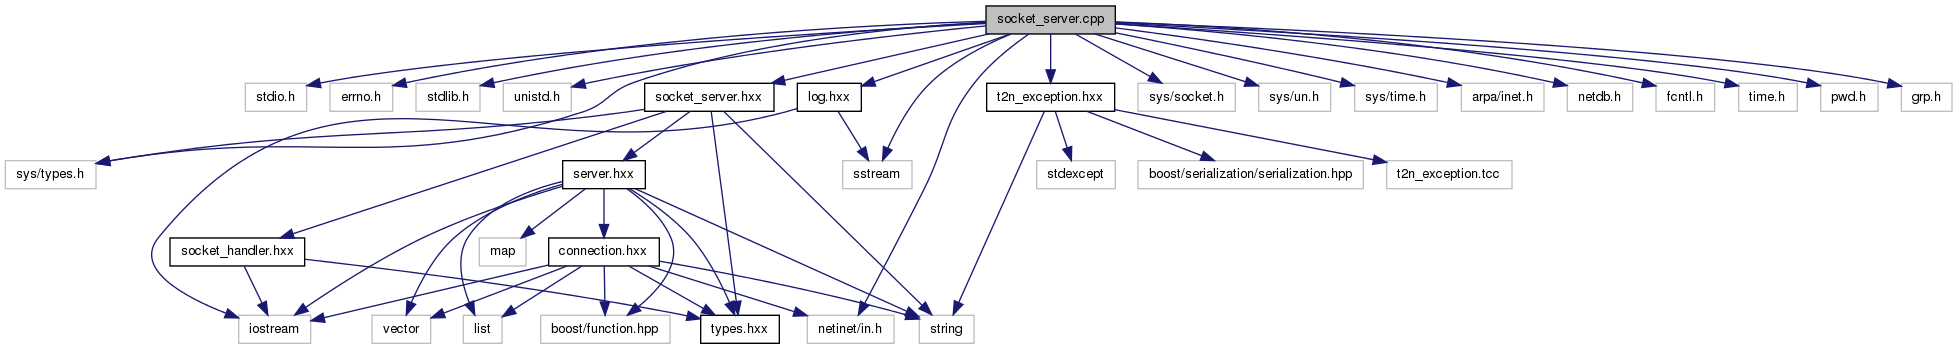 socket_server.cpp
stdio.h
errno.h
stdlib.h
unistd.h
socket_server.hxx
log.hxx
t2n_exception.hxx
sys/socket.h
sys/un.h
sys/time.h
arpa/inet.h
netdb.h
fcntl.h
time.h
pwd.h
grp.h
sys/types.h
server.hxx
sstream
stdexcept
boost/serialization/serialization.hpp
t2n_exception.tcc
socket_handler.hxx
map
connection.hxx
iostream
vector
list
boost/function.hpp
types.hxx
netinet/in.h
string